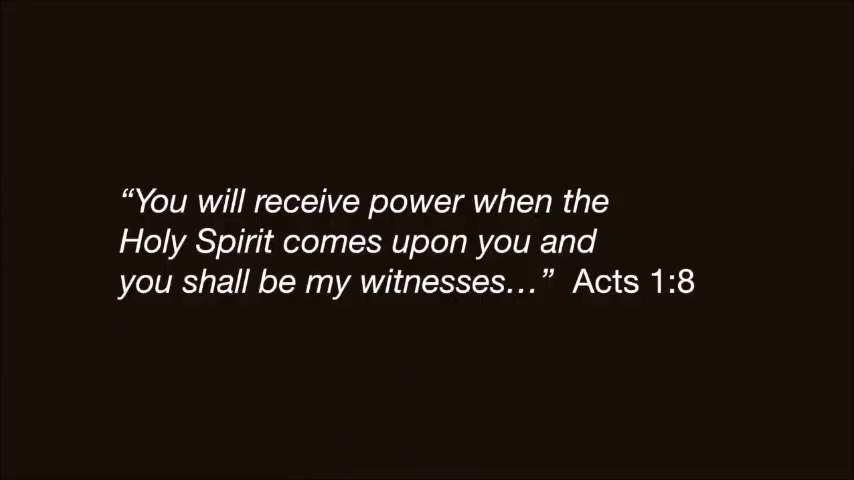 “You will receive power when the
Holy Spirit comes upon you and
you shall be my witnesses…” Acts 1:8